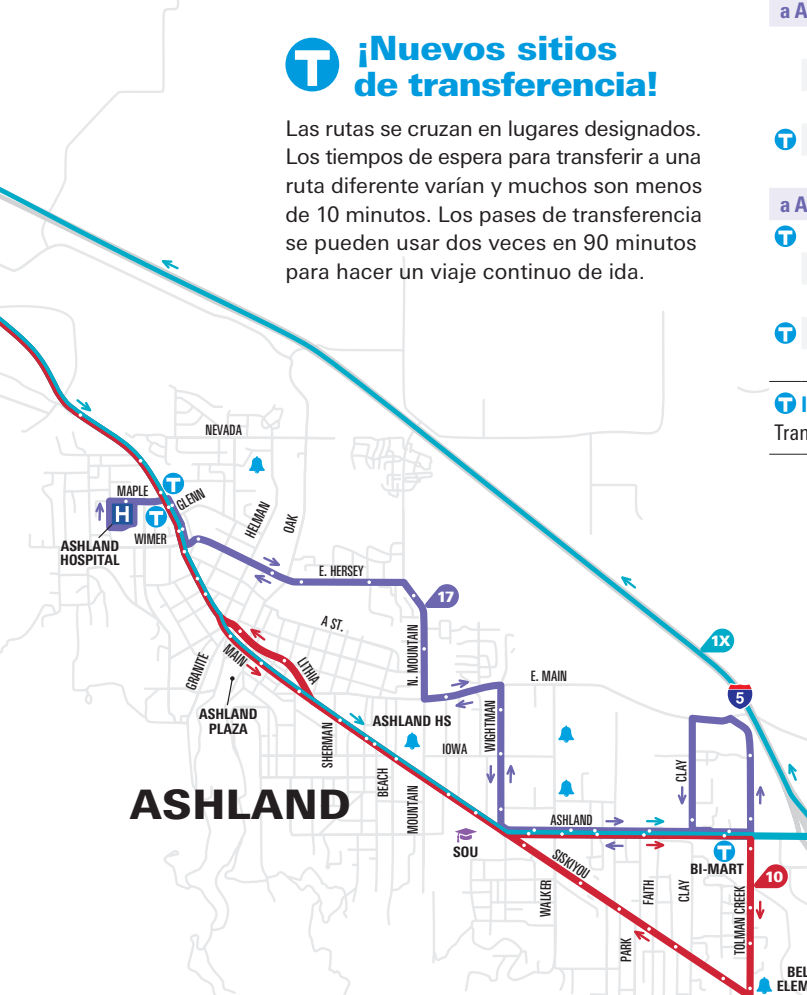 a A
T
¡Nuevos sitios
de transferencia!
Las rutas se cruzan en lugares designados.
Los tiempos de espera para transferir a una
ruta diferente varían y muchos son menos
de 10 minutos. Los pases de transferencia
se pueden usar dos veces en 90 minutos
para hacer un viaje continuo de ida.
T
a A
T
T
T
Tran
NEVADA
MAPLE
T
GLENN
H
T
WIMER
HELMAN
OAK
ASHLAND
HOSPITAL
E. HERSEY
17
A ST.
N. MOUNTAIN
1X
MAIN
LITHIA
GRANITE
E. MAIN
5
ASHLAND
PLAZA
SHERMAN
ASHLAND HS
WIGHTMAN
IOWA
BEACH
MOUNTAIN
CLAY
ASHLAND
ASHLAND
SOU
SISKIYOU
T
BI-MART
10
WALKER
FAITH
CLAY
TOLMAN CREEK
PARK
BEL
ELEM